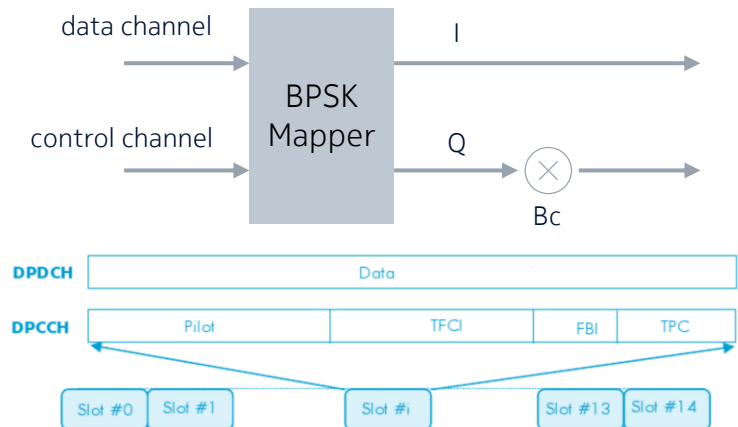 data channel
I
BPSK
Mapper
control channel
Q
Bc
DPDCH
Data
DPCCH
Pilot
TFCI
FBI
TPC
Slot #0
Slot #1
Slot #i
Slot #13
Slot #14